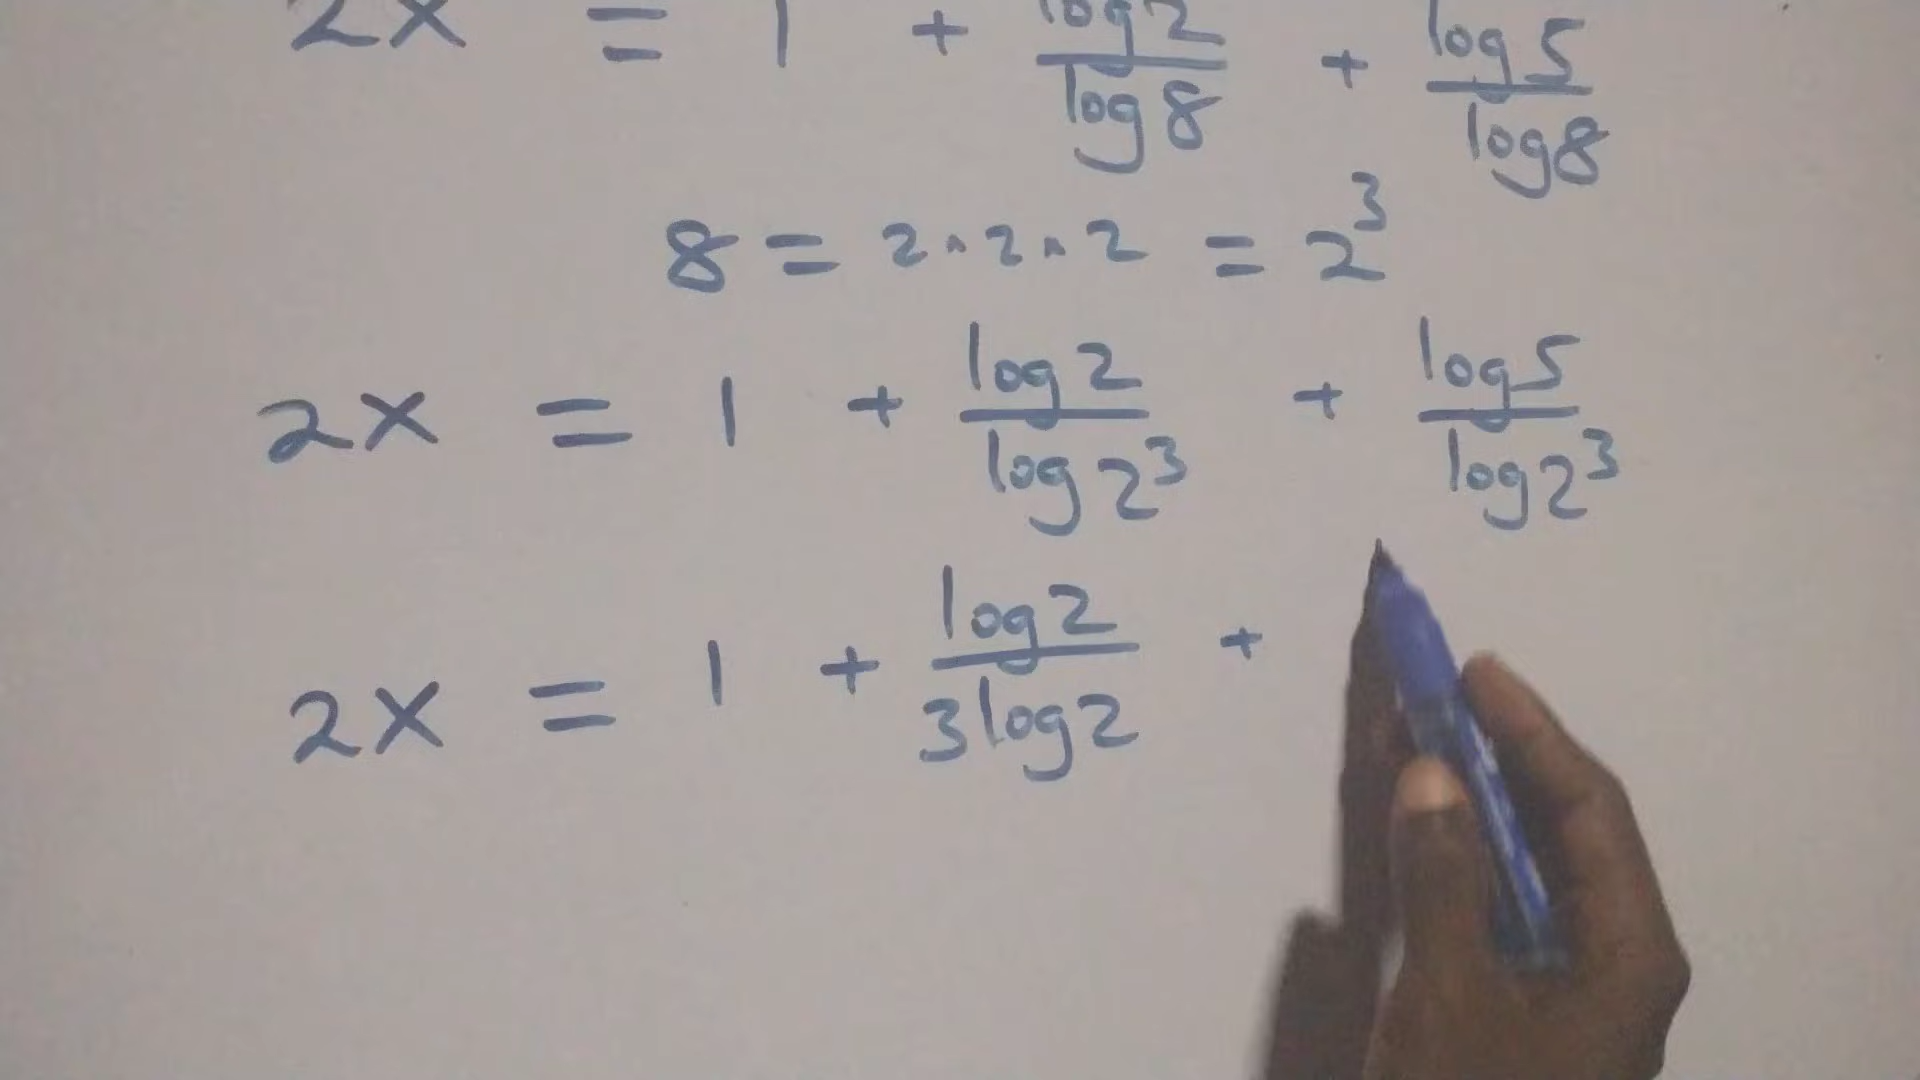 2x = 1 + log2/log8 + log5/log8
8 = 2 × 2 × 2 = 2³
2x = 1 + log2/log2³ + log5/log2³
2x = 1 + log2/3log2 +